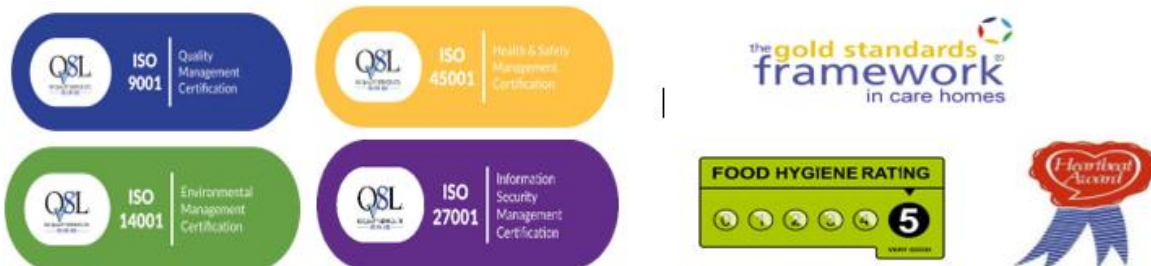 QSL
ISO
9001
Quality
Management
Certification
QSL
ISO
45001
Health & Safety
Management
Certification
the gold standards
framework®
in care homes
QSL
ISO
14001
Environmental
Management
Certification
QSL
ISO
27001
Information
Security
Management
Certification
FOOD HYGIENE RATING
0 1 2 3 4 5
VERY GOOD
Heartbeat
Award